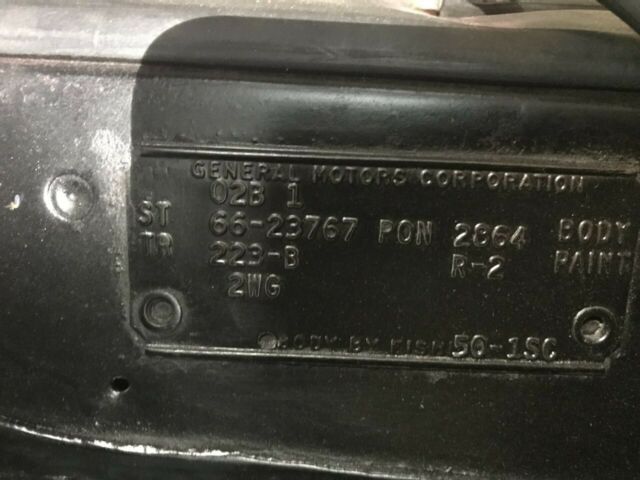 GENERAL MOTORS CORPORATION
02B 1
ST 66-23767 PON 2864 BODY
TR 223-B R-2 PAINT
2WG
BODY BY FISH 50-1SC